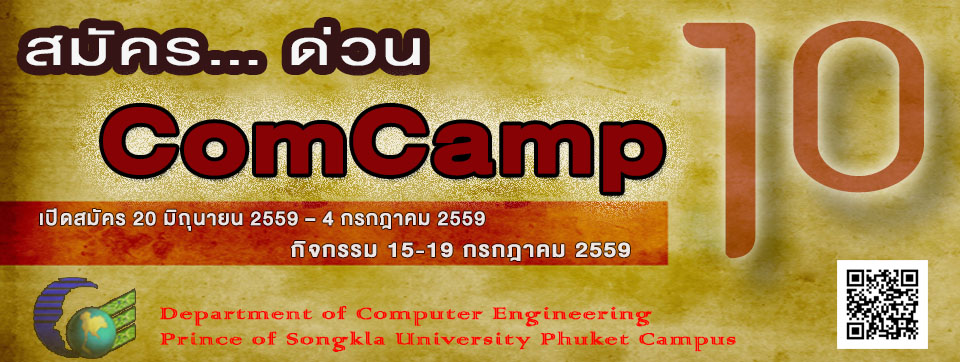 สมัคร... ด่วน
ComCamp 10
เปิดสมัคร 20 มิถุนายน 2559 – 4 กรกฎาคม 2559
กิจกรรม 15-19 กรกฎาคม 2559
Department of Computer Engineering
Prince of Songkla University Phuket Campus